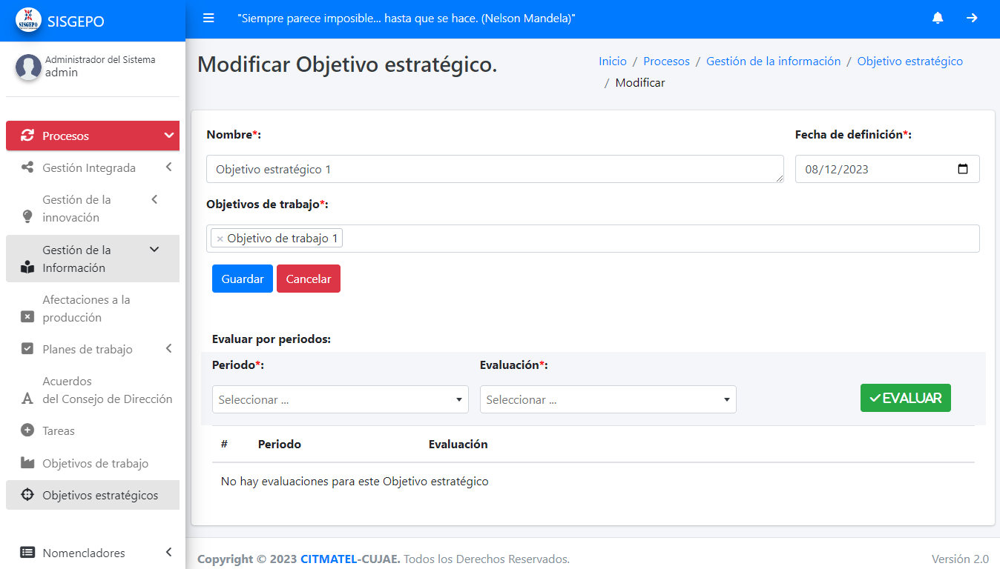 SISGEPO
SISGEPO
"Siempre parece imposible... hasta que se hace. (Nelson Mandela)"
Administrador del Sistema
admin
Procesos
Gestión Integrada
Gestión de la
innovación
Gestión de la
Información
Afectaciones a la
producción
Planes de trabajo
Acuerdos
del Consejo de Dirección
Tareas
Objetivos de trabajo
Objetivos estratégicos
Nomencladores
Modificar Objetivo estratégico.
Inicio / Procesos / Gestión de la información / Objetivo estratégico
/ Modificar
Nombre*:
Fecha de definición*:
Objetivo estratégico 1
08/12/2023
Objetivos de trabajo*:
× Objetivo de trabajo 1
Guardar Cancelar
Evaluar por periodos:
Periodo*: Evaluación*:
Seleccionar ... Seleccionar ... EVALUAR
# Periodo Evaluación
No hay evaluaciones para este Objetivo estratégico
Copyright © 2023 CITMATEL-CUJAE. Todos los Derechos Reservados.
Versión 2.0